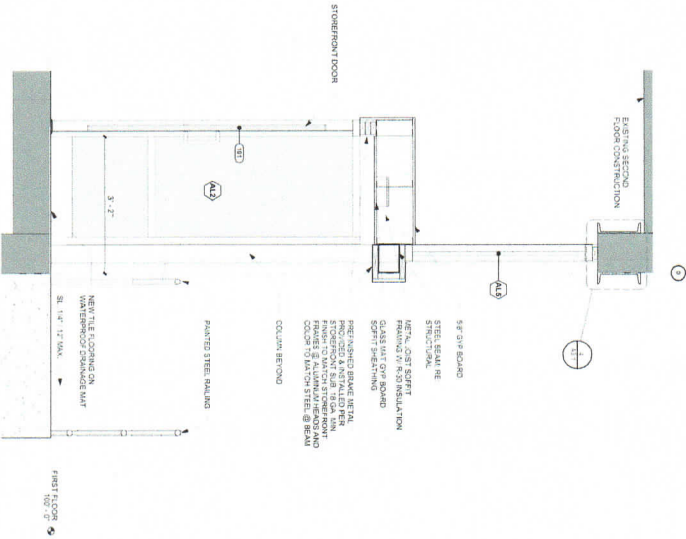 STOREFRONT DOOR
EXISTING SECOND
FLOOR CONSTRUCTION
101
AL2
5' - 2"
AL5
5/8" GYP BOARD
STEEL BEAM, RE:
STRUCTURAL
METAL JOIST SOFFIT
FRAMING W/ R-30 INSULATION
GLASS MAT GYP BOARD
SOFFIT SHEATHING
PREFINISHED BRAKE METAL
PROVIDED & INSTALLED PER
STOREFRONT SUB. 18 GA. MIN
FINISH TO MATCH STOREFRONT
FRAMES @ ALUMINUM HEADS AND
COLOR TO MATCH STEEL @ BEAM
COLUMN BEYOND
PAINTED STEEL RAILING
NEW TILE FLOORING ON
WATERPROOF DRAINAGE MAT
SL. 1/4" : 12" MAX.
FIRST FLOOR
100' - 0"